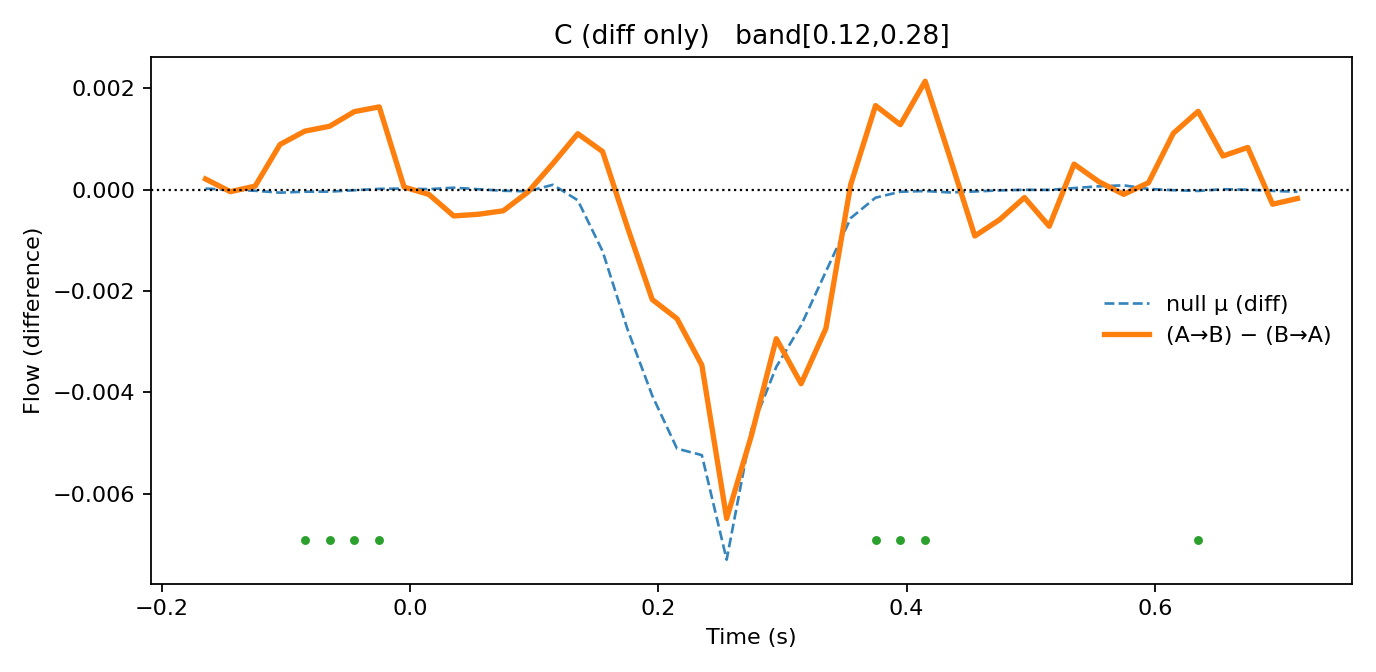 C (diff only)   band[0.12,0.28]
0.002
0.000
−0.002
−0.004
−0.006
Flow (difference)
null μ (diff)
(A→B) − (B→A)
−0.2
0.0
0.2
0.4
0.6
Time (s)